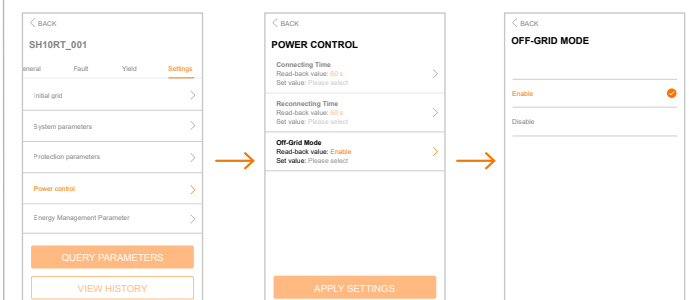 BACK
SH10RT_001
eneral Fault Yield Settings
Initial grid
System parameters
Protection parameters
Power control
Energy Management Parameter
QUERY PARAMETERS
VIEW HISTORY
BACK
POWER CONTROL
Connecting Time
Read-back value: 60 s
Set value: Please select
Reconnecting Time
Read-back value: 60 s
Set value: Please select
Off-Grid Mode
Read-back value: Enable
Set value: Please select
APPLY SETTINGS
BACK
OFF-GRID MODE
Enable
Disable